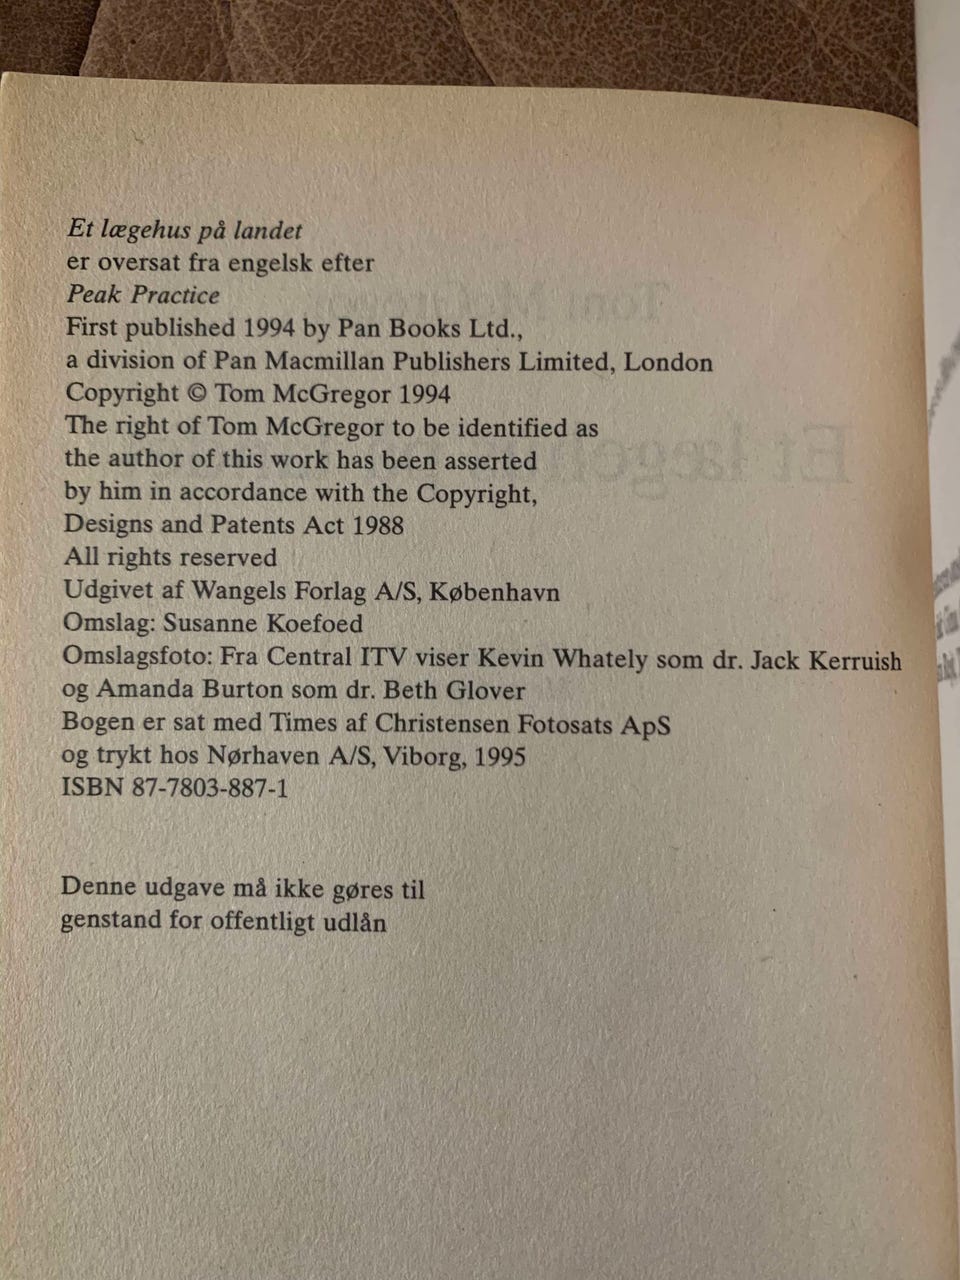 Et lægehus på landet
er oversat fra engelsk efter
Peak Practice
First published 1994 by Pan Books Ltd.,
a division of Pan Macmillan Publishers Limited, London
Copyright © Tom McGregor 1994
The right of Tom McGregor to be identified as
the author of this work has been asserted
by him in accordance with the Copyright,
Designs and Patents Act 1988
All rights reserved
Udgivet af Wangels Forlag A/S, København
Omslag: Susanne Koefoed
Omslagsfoto: Fra Central ITV viser Kevin Whately som dr. Jack Kerruish
og Amanda Burton som dr. Beth Glover
Bogen er sat med Times af Christensen Fotosats ApS
og trykt hos Nørhaven A/S, Viborg, 1995
ISBN 87-7803-887-1
Denne udgave må ikke gøres til
genstand for offentligt udlån